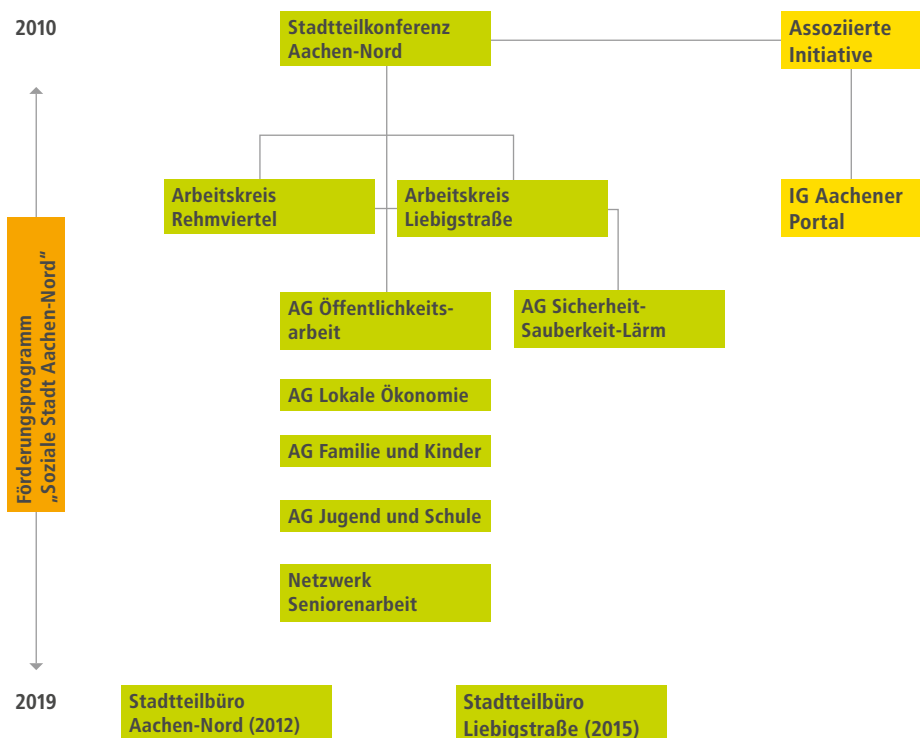 2010
Stadtteilkonferenz
Aachen-Nord
Assoziierte
Initiative
Arbeitskreis
Rehmviertel
Arbeitskreis
Liebigstraße
IG Aachener
Portal
Förderungsprogramm
„Soziale Stadt Aachen-Nord”
AG Öffentlichkeits-
arbeit
AG Sicherheit-
Sauberkeit-Lärm
AG Lokale Ökonomie
AG Familie und Kinder
AG Jugend und Schule
Netzwerk
Seniorenarbeit
2019
Stadtteilbüro
Aachen-Nord (2012)
Stadtteilbüro
Liebigstraße (2015)